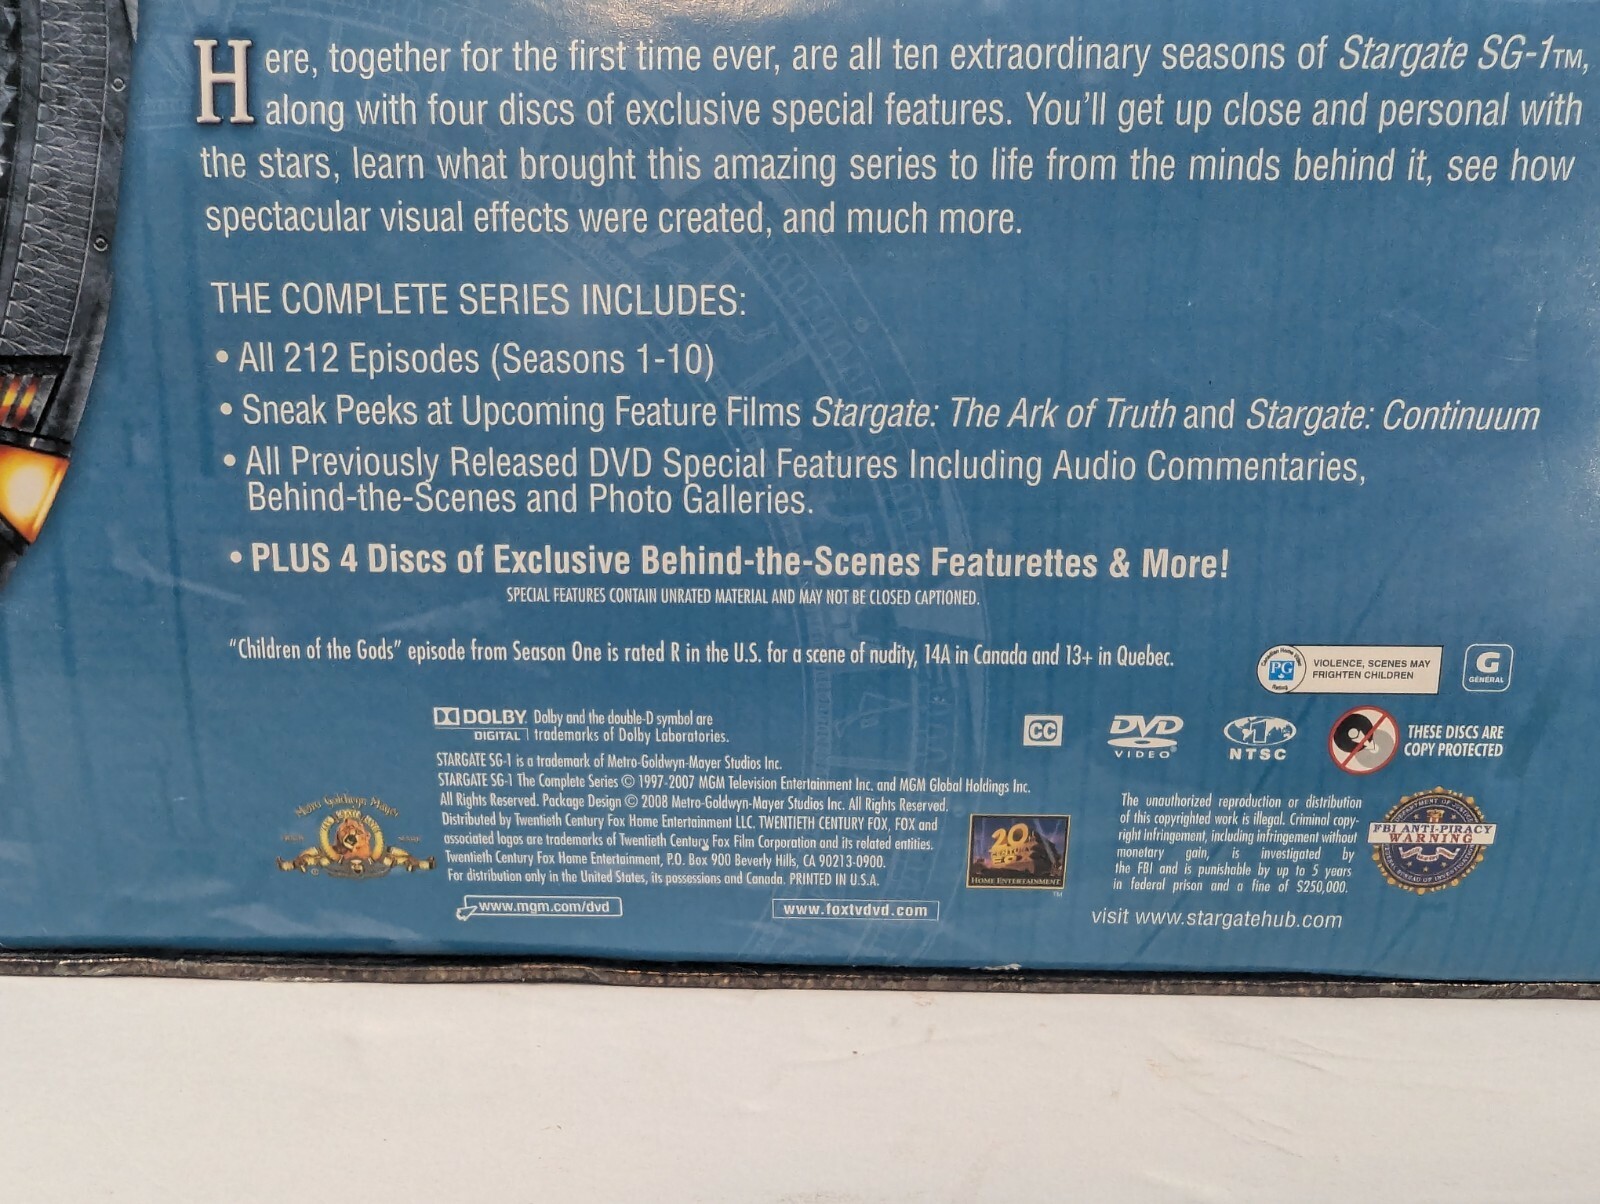 Here, together for the first time ever, are all ten extraordinary seasons of Stargate SG-1TM,
along with four discs of exclusive special features. You'll get up close and personal with
the stars, learn what brought this amazing series to life from the minds behind it, see how
spectacular visual effects were created, and much more.
THE COMPLETE SERIES INCLUDES:
• All 212 Episodes (Seasons 1-10)
• Sneak Peeks at Upcoming Feature Films Stargate: The Ark of Truth and Stargate: Continuum
• All Previously Released DVD Special Features Including Audio Commentaries,
Behind-the-Scenes and Photo Galleries.
• PLUS 4 Discs of Exclusive Behind-the-Scenes Featurettes & More!
SPECIAL FEATURES CONTAIN UNRATED MATERIAL AND MAY NOT BE CLOSED CAPTIONED.
"Children of the Gods" episode from Season One is rated R in the U.S. for a scene of nudity, 14A in Canada and 13+ in Quebec.
PG
VIOLENCE, SCENES MAY
FRIGHTEN CHILDREN
G
GENERAL
DOLBY
DIGITAL
Dolby and the double-D symbol are
trademarks of Dolby Laboratories.
CC
DVD
VIDEO
1
NTSC
THESE DISCS ARE
COPY PROTECTED
STARGATE SG-1 is a trademark of Metro-Goldwyn-Mayer Studios Inc.
STARGATE SG-1 The Complete Series © 1997-2007 MGM Television Entertainment Inc. and MGM Global Holdings Inc.
All Rights Reserved. Package Design © 2008 Metro-Goldwyn-Mayer Studios Inc. All Rights Reserved.
Distributed by Twentieth Century Fox Home Entertainment LLC. TWENTIETH CENTURY FOX, FOX and
associated logos are trademarks of Twentieth Century Fox Film Corporation and its related entities.
Twentieth Century Fox Home Entertainment, P.O. Box 900 Beverly Hills, CA 90213-0900.
For distribution only in the United States, its possessions and Canada. PRINTED IN U.S.A.
Metro Goldwyn Mayer
20th
CENTURY
FOX
HOME ENTERTAINMENT
TM
The unauthorized reproduction or distribution
of this copyrighted work is illegal. Criminal copy-
right infringement, including infringement without
monetary gain, is investigated by
the FBI and is punishable by up to 5 years
in federal prison and a fine of $250,000.
FBI ANTI-PIRACY
WARNING
www.mgm.com/dvd
www.foxtvdvd.com
visit www.stargatehub.com